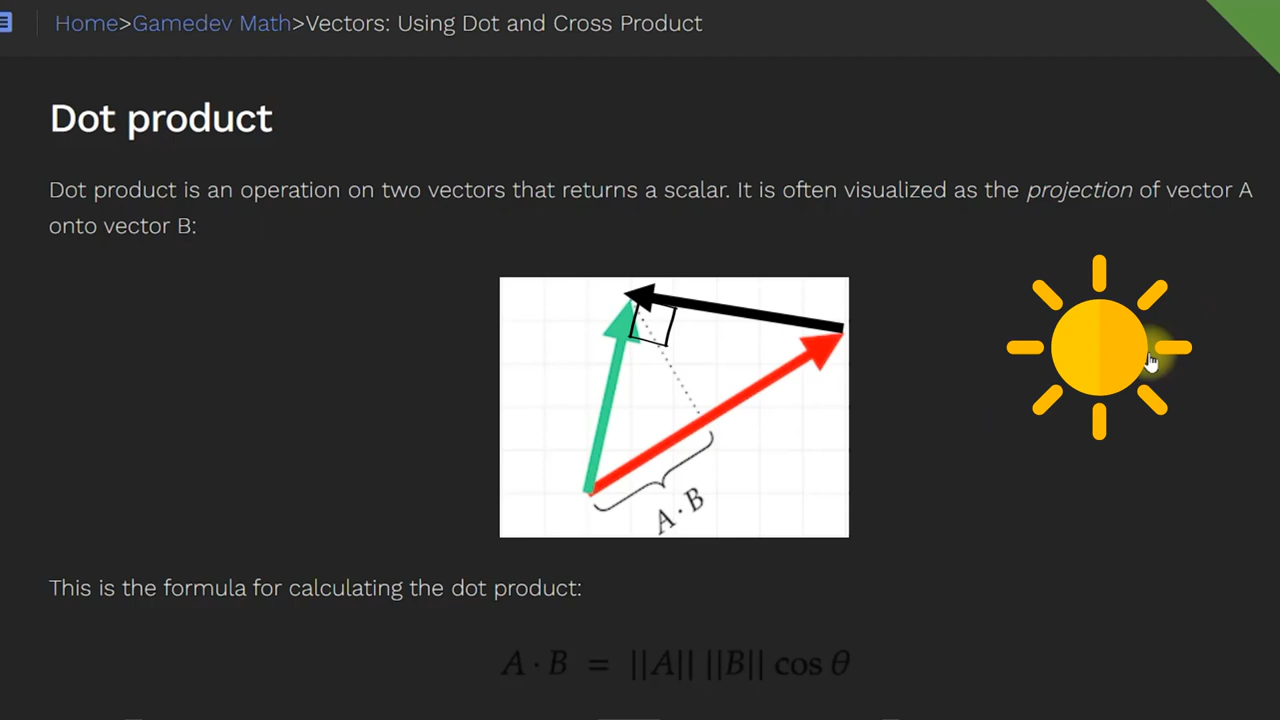 Home>Gamedev Math>Vectors: Using Dot and Cross Product
Dot product
Dot product is an operation on two vectors that returns a scalar. It is often visualized as the projection of vector A
onto vector B:
A · B
This is the formula for calculating the dot product:
A · B = ||A|| ||B|| cos θ